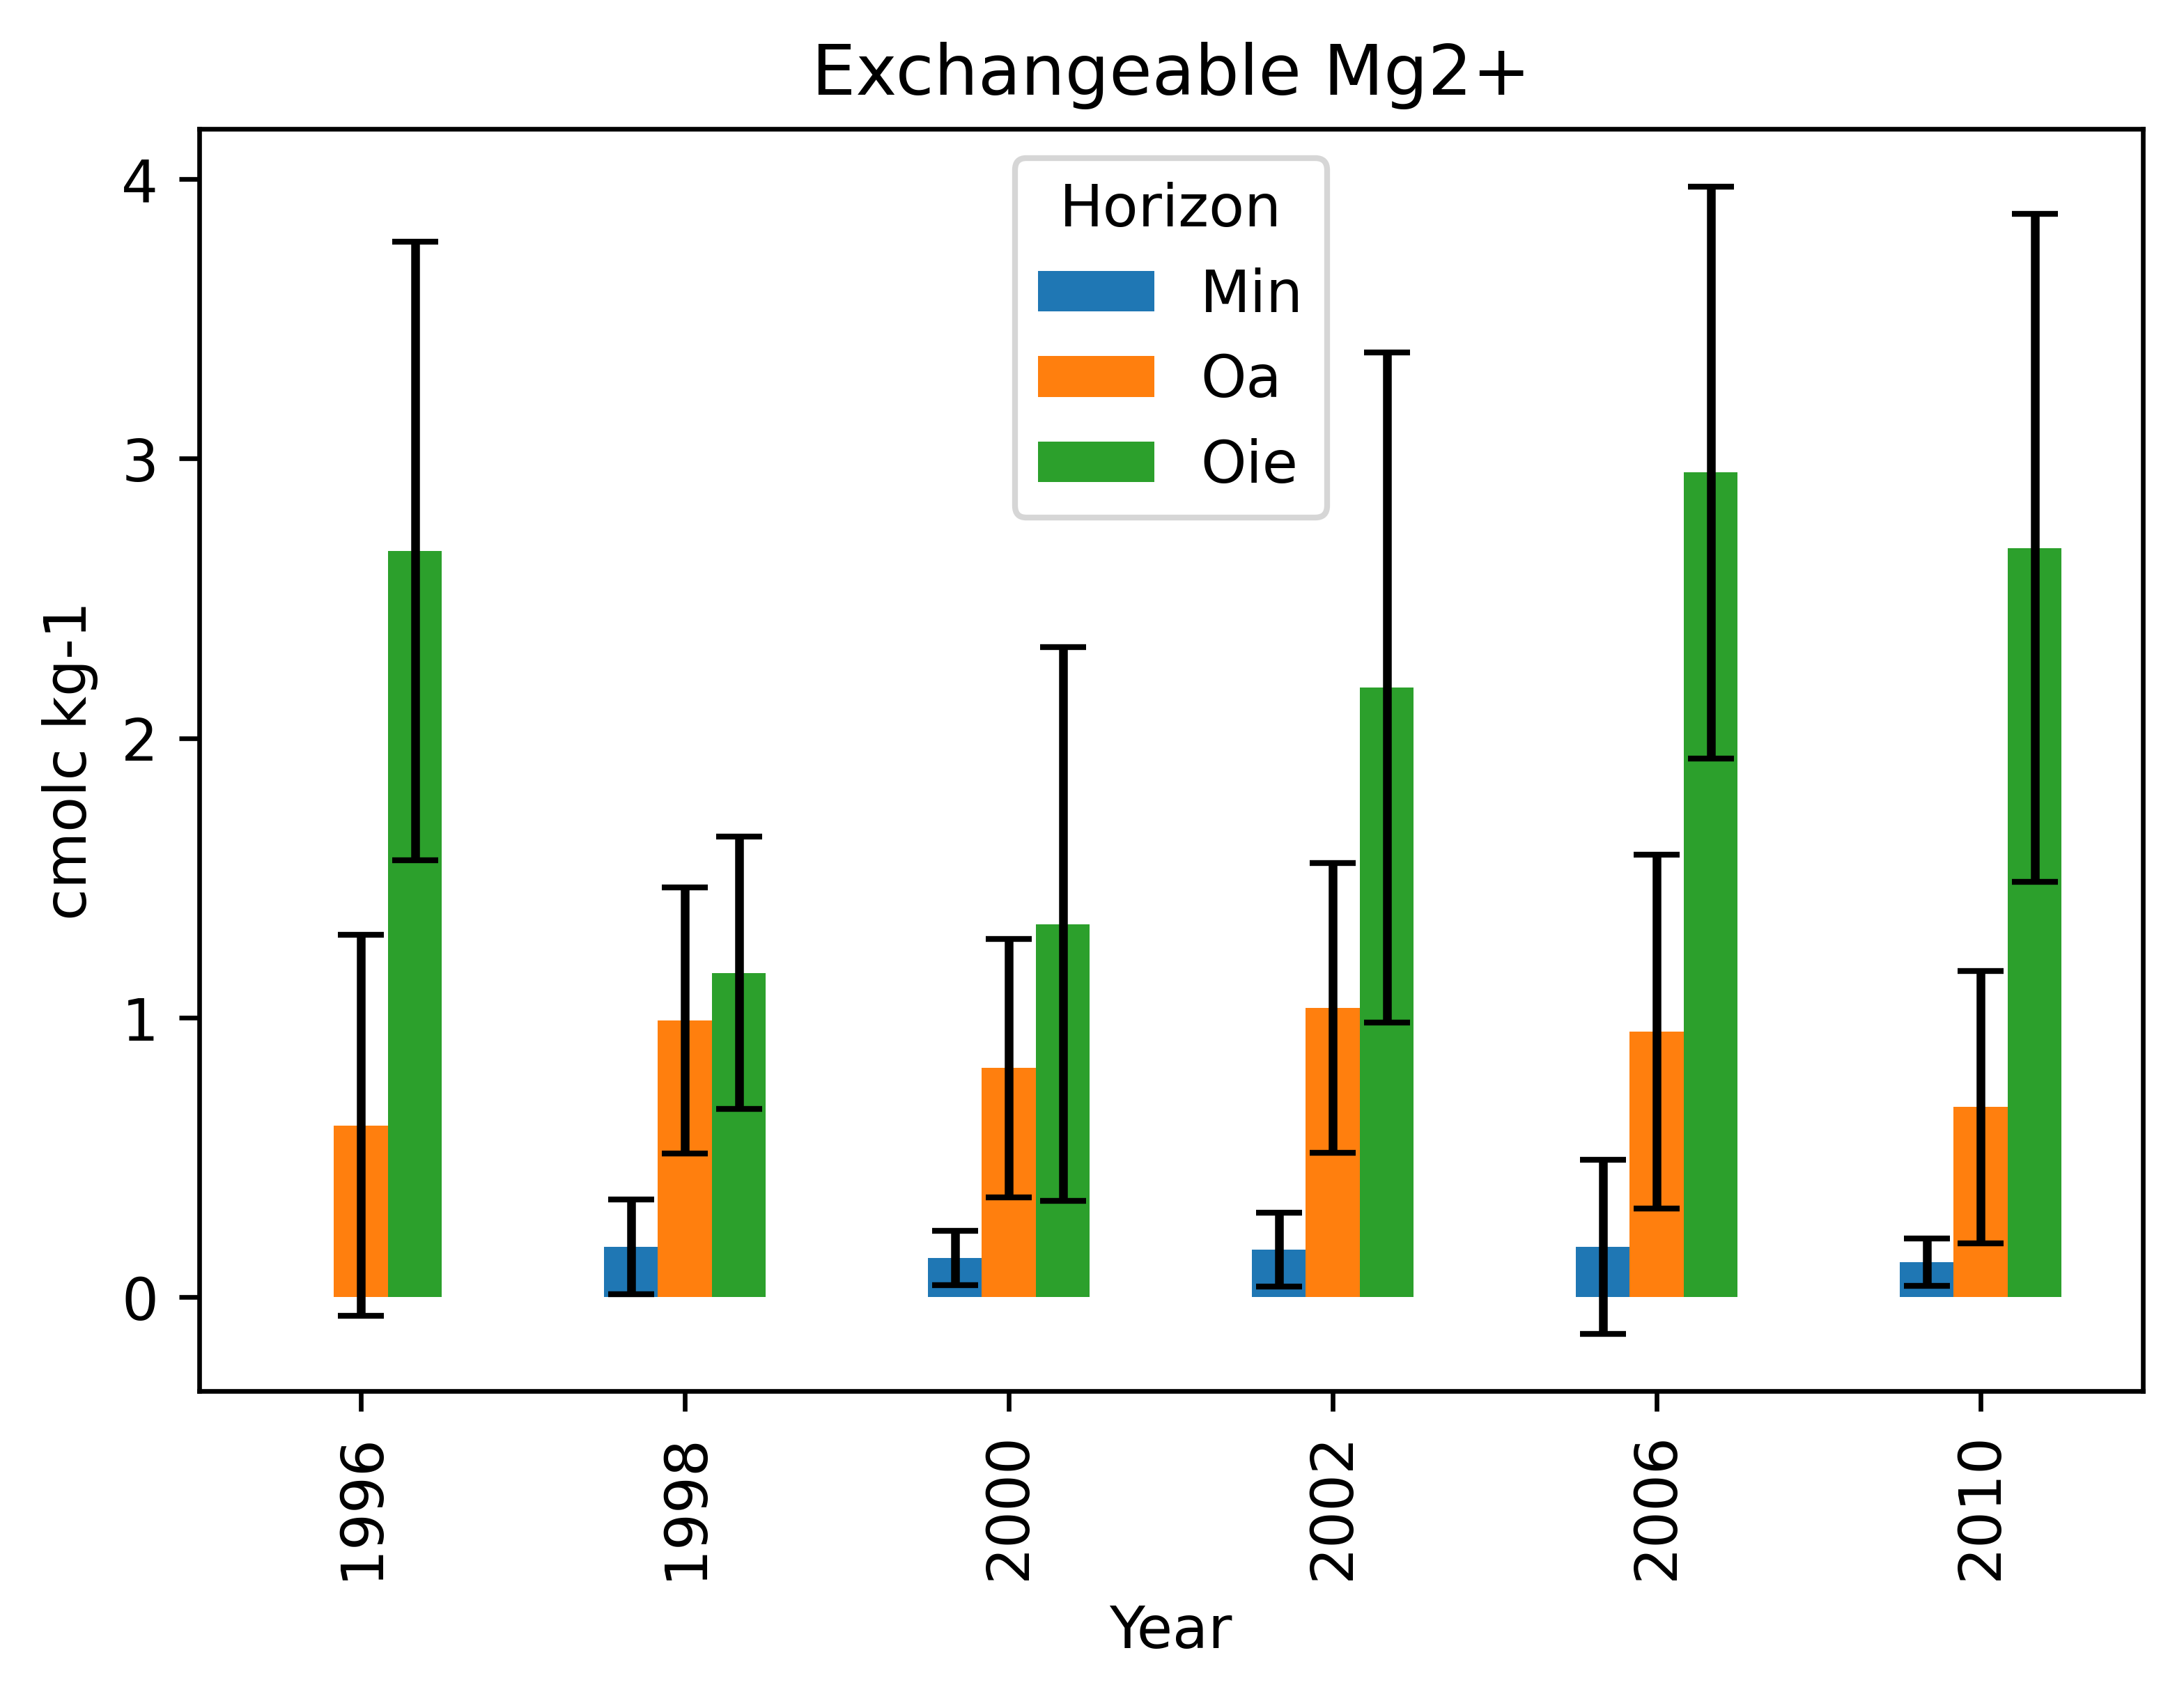 Exchangeable Mg2+
Horizon
Min
Oa
Oie
cmolc kg-1
4
3
2
1
0
1996
1998
2000
2002
2006
2010
Year